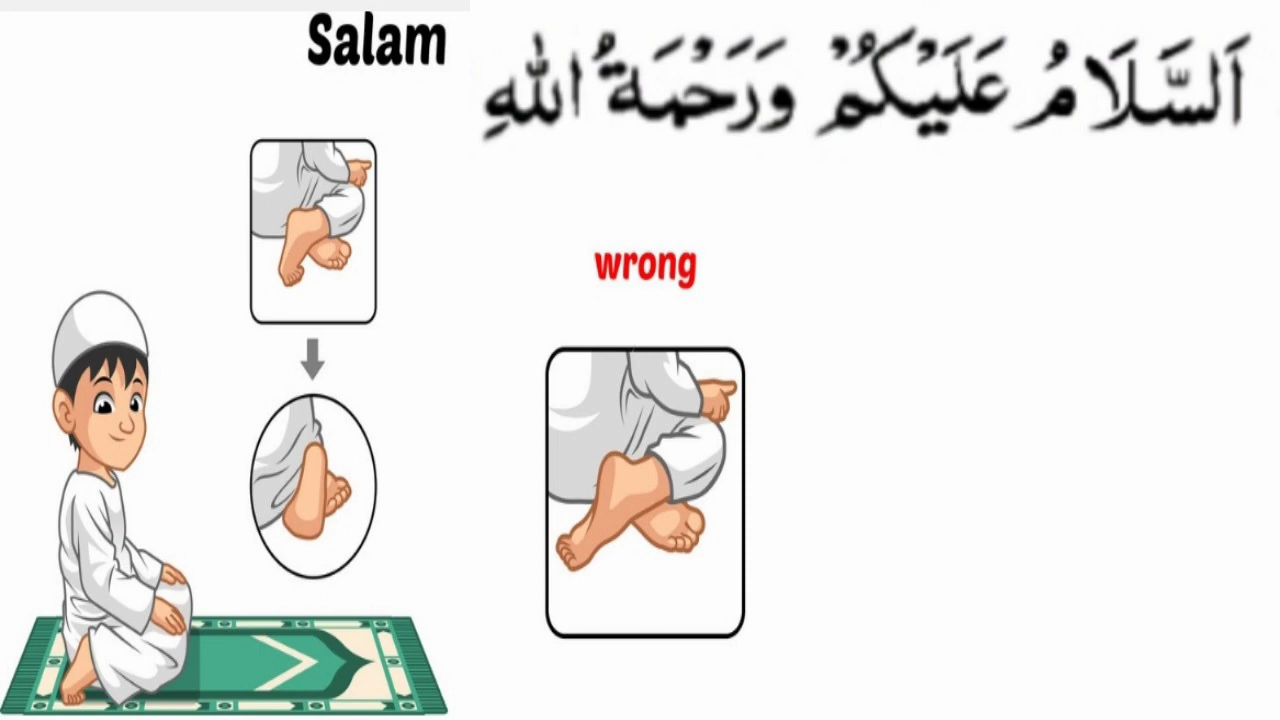 Salam
اَلسَّلَامُ عَلَيْكُمْ وَرَحْمَةُ اللهِ
wrong